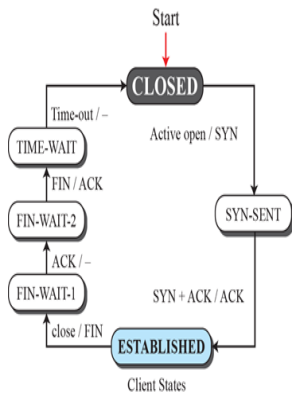 Start
CLOSED
Time-out / –
Active open / SYN
TIME-WAIT
FIN / ACK
FIN-WAIT-2
SYN-SENT
ACK / –
FIN-WAIT-1
SYN + ACK / ACK
close / FIN
ESTABLISHED
Client States